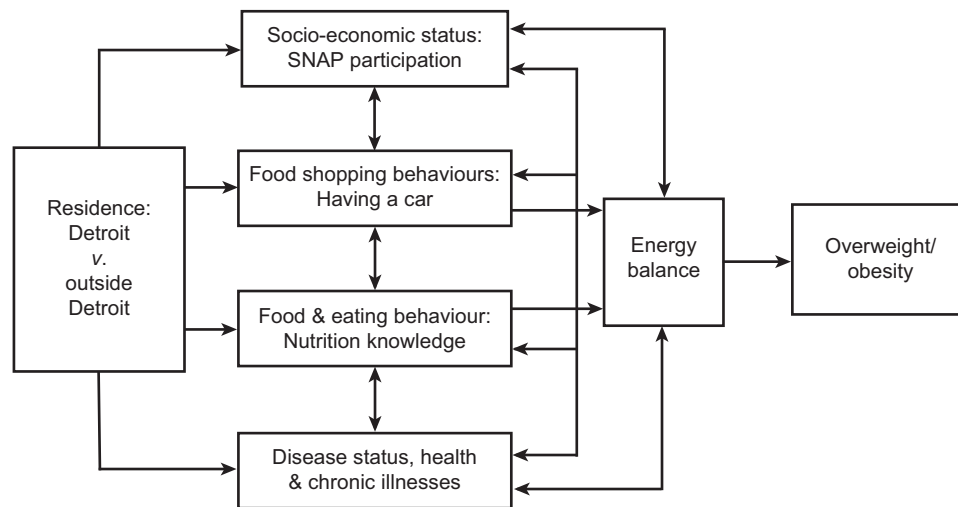 Socio-economic status:
SNAP participation
Residence:
Detroit
v.
outside
Detroit
Food shopping behaviours:
Having a car
Energy
balance
Overweight/
obesity
Food & eating behaviour:
Nutrition knowledge
Disease status, health
& chronic illnesses